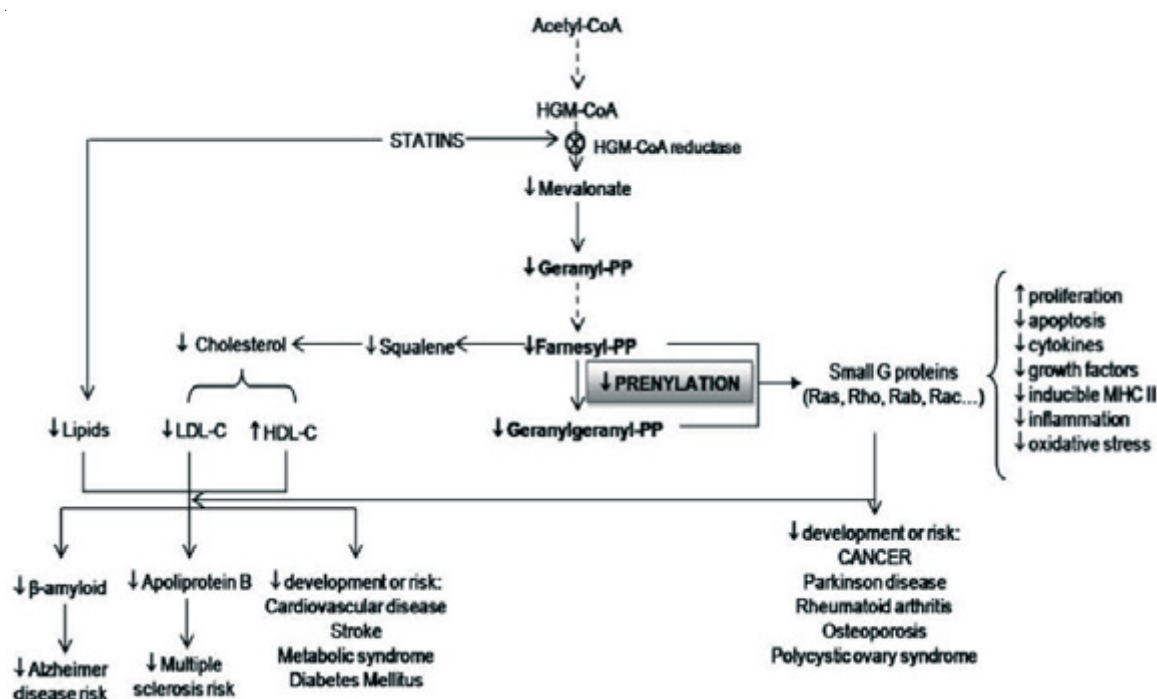 Acetyl-CoA
HGM-CoA
STATINS
HGM-CoA reductase
↓Mevalonate
↓Geranyl-PP
↓Cholesterol
↓Squalene
↓Farnesyl-PP
↓PRENYLATION
↓Geranylgeranyl-PP
Small G proteins
(Ras, Rho, Rab, Rac...)
↑proliferation
↓apoptosis
↓cytokines
↓growth factors
↓inducible MHC II
↓inflammation
↓oxidative stress
↓Lipids
↓LDL-C
↑HDL-C
↓β-amyloid
↓Alzheimer
disease risk
↓Apoliprotein B
↓Multiple
sclerosis risk
↓development or risk:
Cardiovascular disease
Stroke
Metabolic syndrome
Diabetes Mellitus
↓development or risk:
CANCER
Parkinson disease
Rheumatoid arthritis
Osteoporosis
Polycystic ovary syndrome